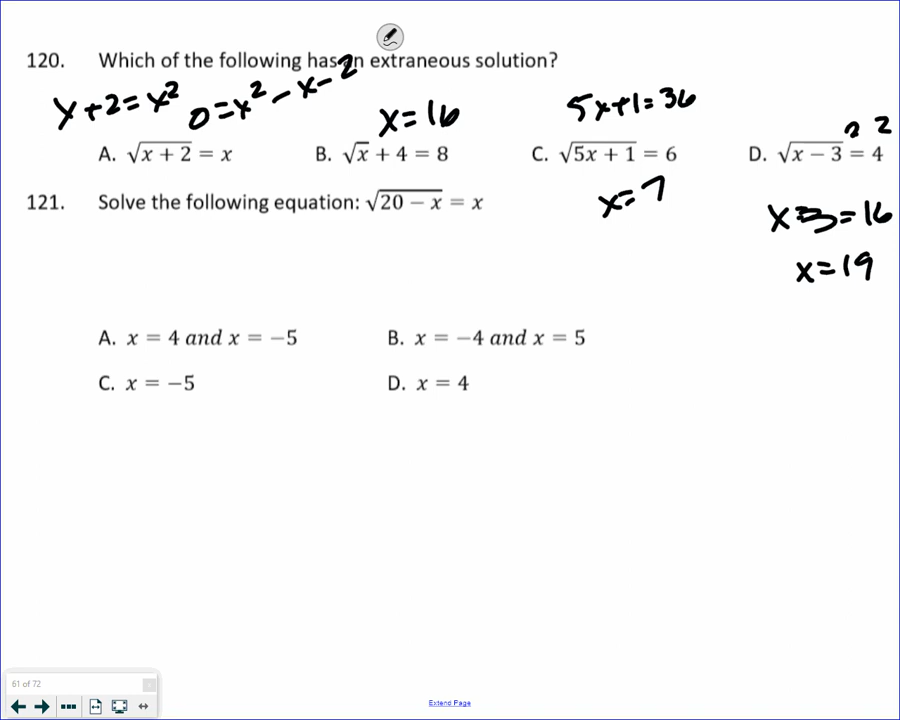 120. Which of the following has an extraneous solution?
x+2=x² 0=x²-x-2
x=16
5x+1=36
A. √(x + 2) = x B. √x + 4 = 8 C. √(5x + 1) = 6 D. √(x − 3) = 4
2 2
121. Solve the following equation: √(20 − x) = x
x=7
x-3=16
x=19
A. x = 4 and x = −5 B. x = −4 and x = 5
C. x = −5 D. x = 4
61 of 72
Extend Page